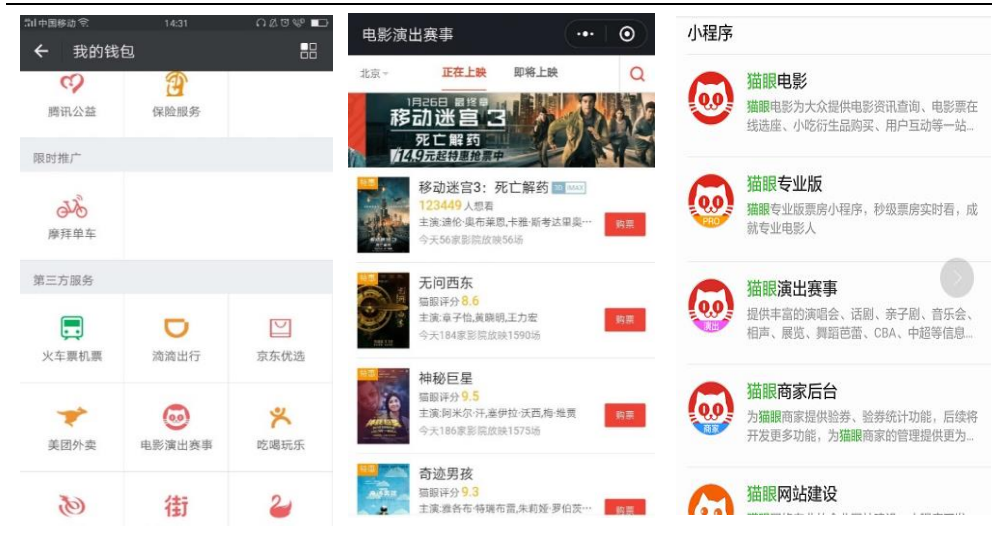 中国移动
14:31
我的钱包
腾讯公益
保险服务
限时推广
摩拜单车
第三方服务
火车票机票
滴滴出行
京东优选
美团外卖
电影演出赛事
吃喝玩乐
街
电影演出赛事
北京
正在上映
即将上映
1月26日 最终章
移动迷宫3
死亡解药
14.9元起特惠抢票中
特惠
移动迷宫3：死亡解药 3D IMAX
123449人想看
主演:迪伦·奥布莱恩,卡雅·斯考达里奥…
今天56家影院放映56场
购票
特惠
无问西东
猫眼评分8.6
主演:章子怡,黄晓明,王力宏
今天184家影院放映1590场
购票
特惠
神秘巨星
猫眼评分9.5
主演:阿米尔·汗,塞伊拉·沃西,梅·维贾
今天186家影院放映1575场
购票
特惠
奇迹男孩
猫眼评分9.3
主演:雅各布·特瑞布雷,朱莉娅·罗伯茨…
购票
小程序
猫眼电影
猫眼电影为大众提供电影资讯查询、电影票在
线选座、小吃衍生品购买、用户互动等一站...
PRO
猫眼专业版
猫眼专业版票房小程序，秒级票房实时看，成
就专业电影人
演出
猫眼演出赛事
提供丰富的演唱会、话剧、亲子剧、音乐会、
相声、展览、舞蹈芭蕾、CBA、中超等信息...
商家
猫眼商家后台
为猫眼商家提供验券、验券统计功能，后续将
开发更多功能，为猫眼商家的管理提供更为...
猫眼网站建设